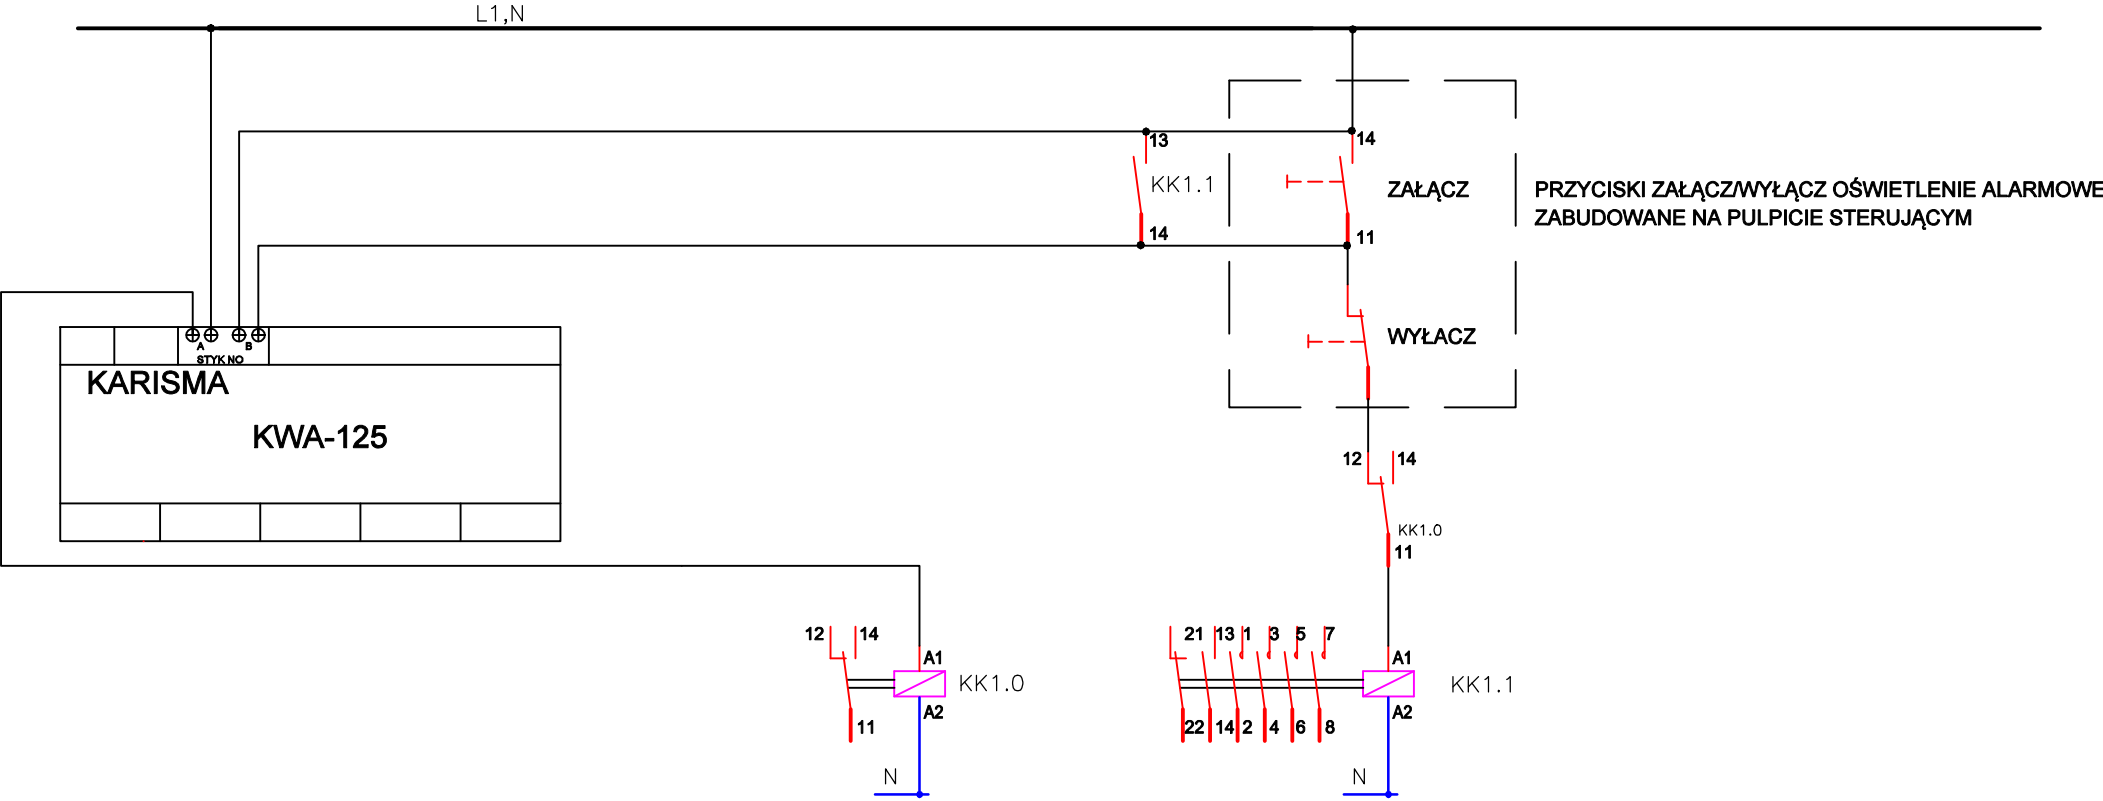 L1,N
13
14
KK1.1
14
11
ZAŁĄCZ
WYŁACZ
PRZYCISKI ZAŁĄCZ/WYŁĄCZ OŚWIETLENIE ALARMOWE
ZABUDOWANE NA PULPICIE STERUJĄCYM
A B
STYK NO
KARISMA
KWA-125
12 14
KK1.0
11
12 14
A1
KK1.0
A2
11
N
21 13 1 3 5 7
A1
KK1.1
A2
22 14 2 4 6 8
N